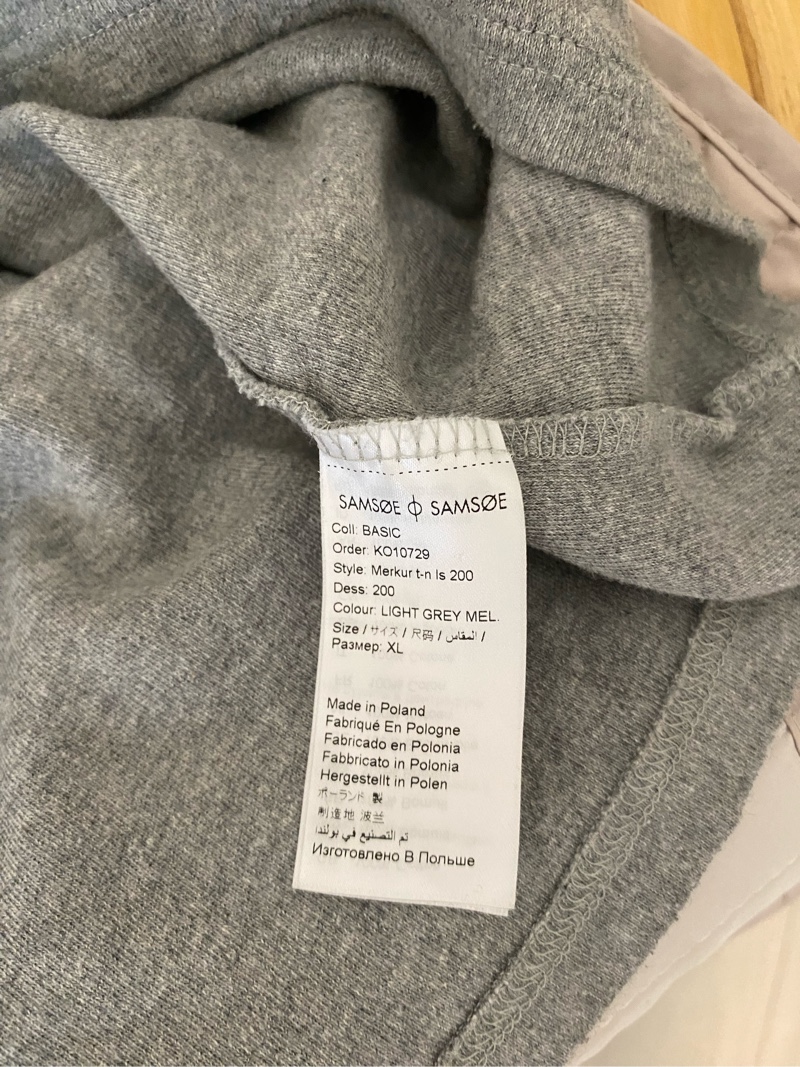 SAMSØE ϕ SAMSØE
Coll: BASIC
Order: KO10729
Style: Merkur t-n ls 200
Dess: 200
Colour: LIGHT GREY MEL.
Size / サイズ / 尺码 / المقاس /
Размер: XL
Made in Poland
Fabriqué En Pologne
Fabricado en Polonia
Fabbricato in Polonia
Hergestellt in Polen
ポーランド 製
制造地 波兰
تم التصنيع في بولندا
Изготовлено В Польше